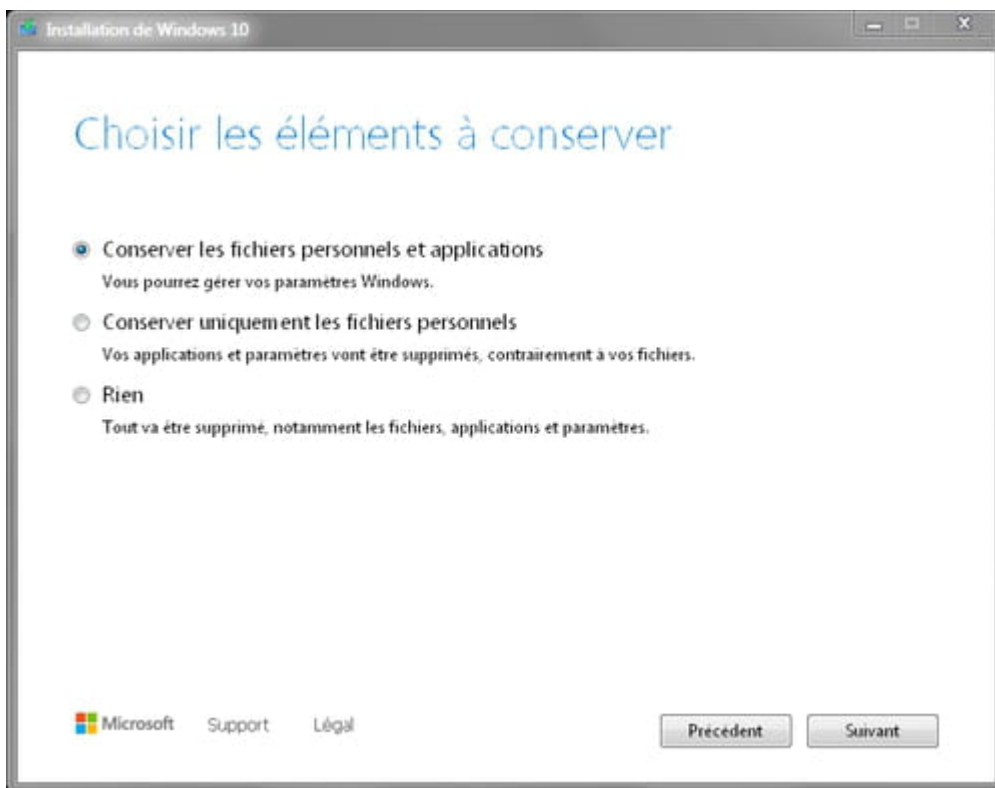 Installation de Windows 10
Choisir les éléments à conserver
Conserver les fichiers personnels et applications
Vous pourrez gérer vos paramètres Windows.
Conserver uniquement les fichiers personnels
Vos applications et paramètres vont être supprimés, contrairement à vos fichiers.
Rien
Tout va être supprimé, notamment les fichiers, applications et paramètres.
Microsoft Support Légal Précédent Suivant